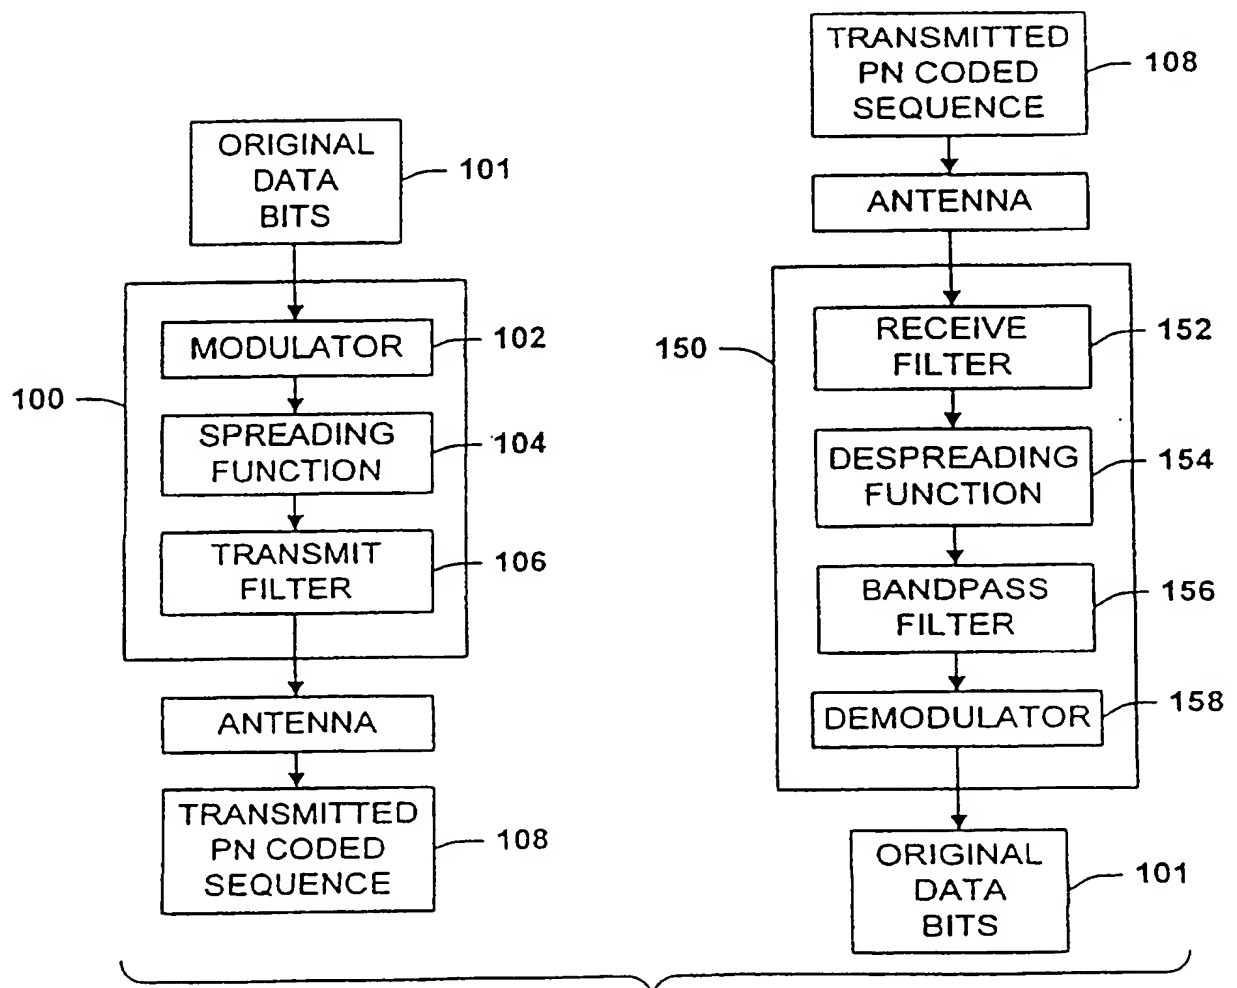 ORIGINAL
DATA
BITS
101
100
MODULATOR
102
SPREADING
FUNCTION
104
TRANSMIT
FILTER
106
ANTENNA
TRANSMITTED
PN CODED
SEQUENCE
108
TRANSMITTED
PN CODED
SEQUENCE
108
ANTENNA
150
RECEIVE
FILTER
152
DESPREADING
FUNCTION
154
BANDPASS
FILTER
156
DEMODULATOR
158
ORIGINAL
DATA
BITS
101